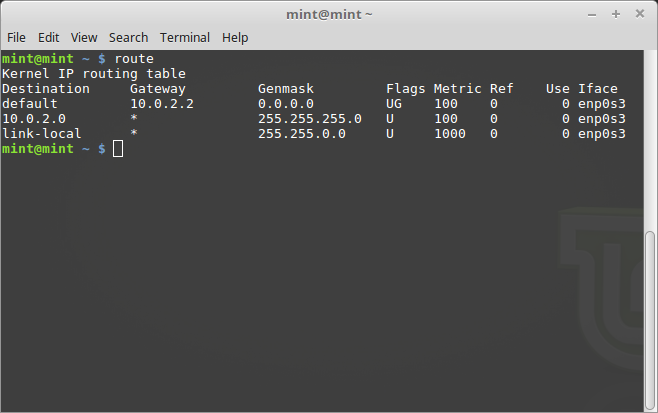 mint@mint ~
File Edit View Search Terminal Help
mint@mint ~ $ route
Kernel IP routing table
Destination     Gateway         Genmask         Flags Metric Ref    Use Iface
default         10.0.2.2        0.0.0.0         UG    100    0        0 enp0s3
10.0.2.0        *               255.255.255.0   U     100    0        0 enp0s3
link-local      *               255.255.0.0     U     1000   0        0 enp0s3
mint@mint ~ $